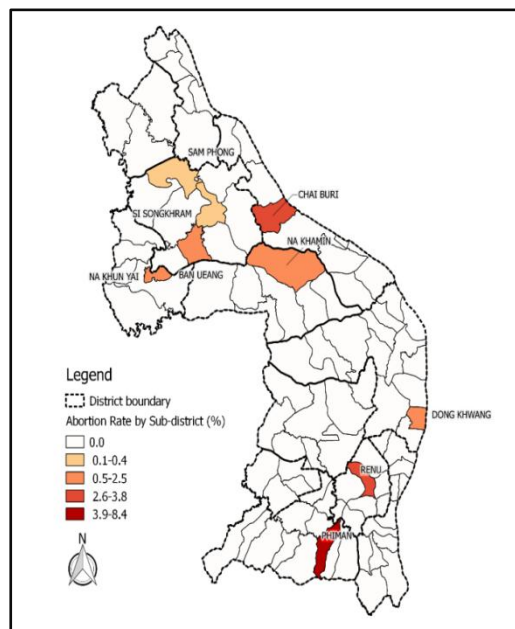 SAM PHONG
CHAI BURI
SI SONGKHRAM
NA KHAMIN
NA KHUN YAI
BAN UEANG
Legend
District boundary
Abortion Rate by Sub-district (%)
0.0
0.1-0.4
0.5-2.5
2.6-3.8
3.9-8.4
DONG KHWANG
RENU
PHIMAN
N